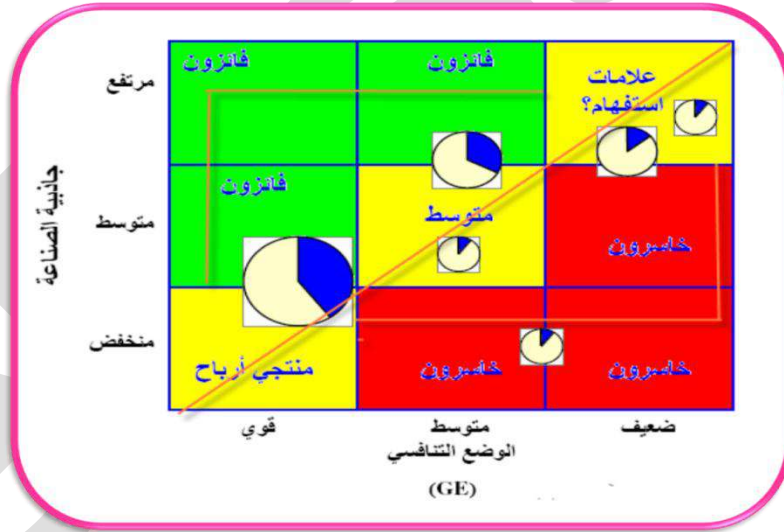 فائزون
فائزون
علامات
استفهام؟
مرتفع
فائزون
متوسط
خاسرون
متوسط
جاذبية الصناعة
منتجي أرباح
خاسرون
خاسرون
منخفض
قوي
متوسط
ضعيف
الوضع التنافسي
(GE)